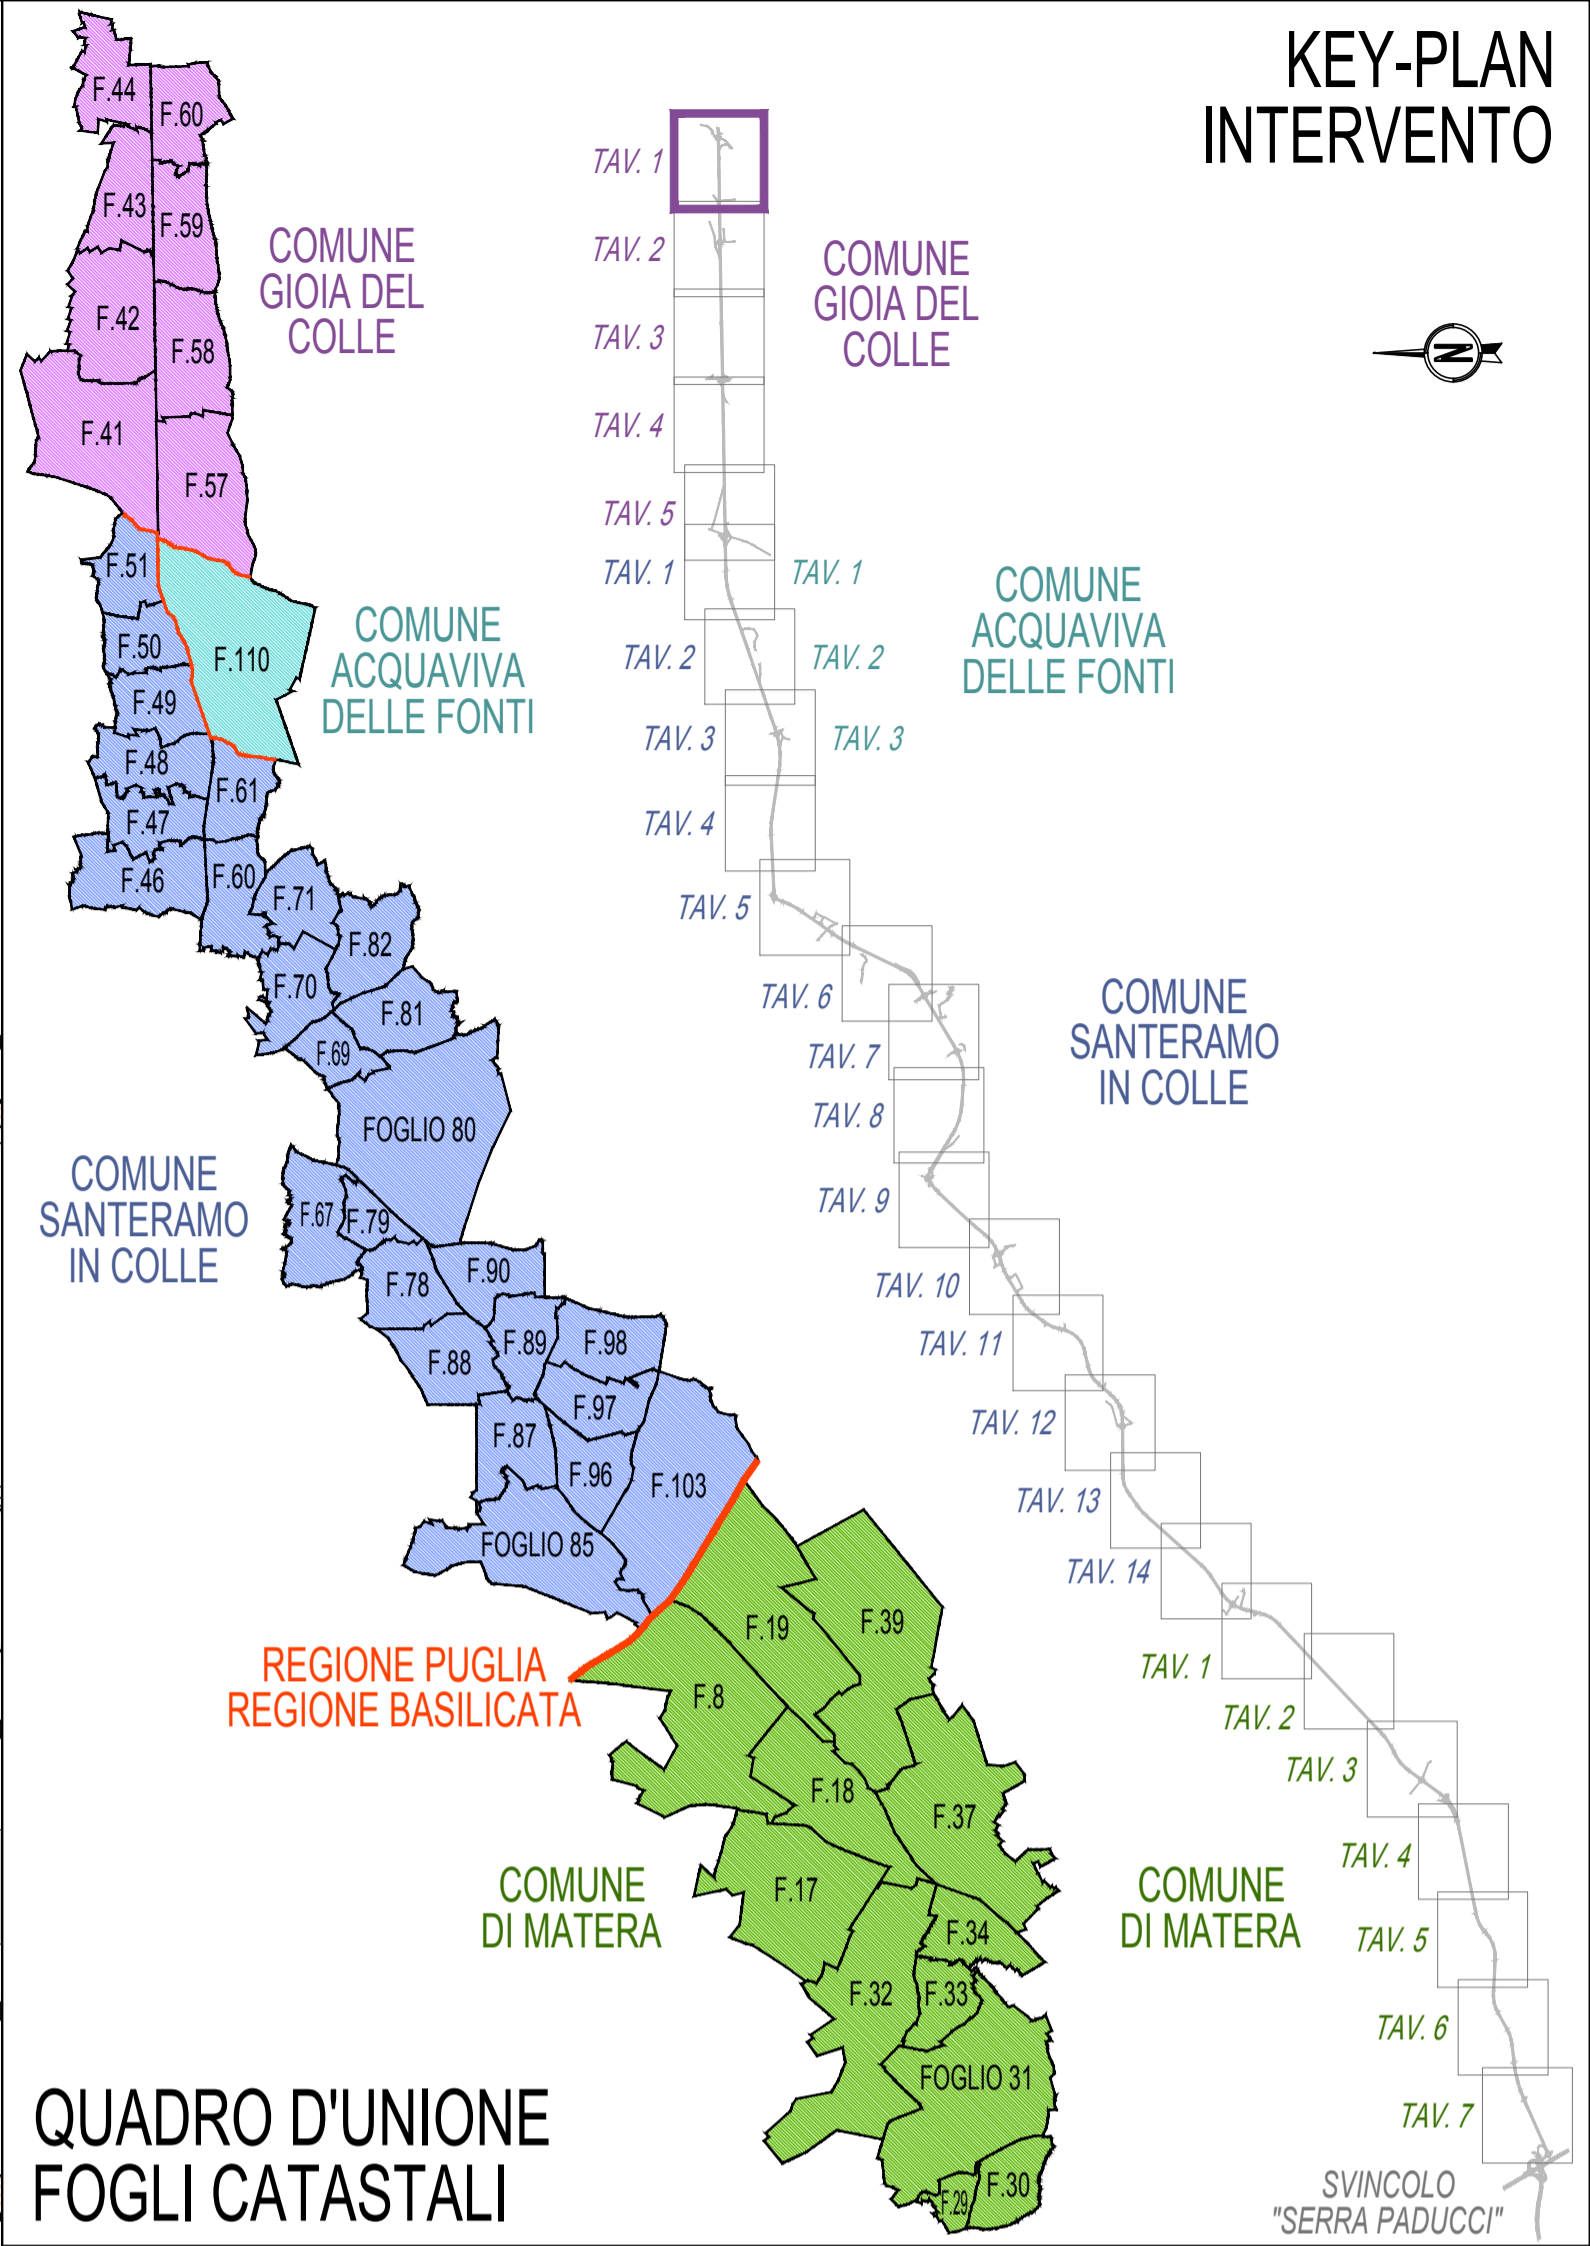 KEY-PLAN
INTERVENTO
F.44
F.60
F.43
F.59
F.42
F.58
F.41
F.57
COMUNE
GIOIA DEL
COLLE
F.51
F.50
F.110
F.49
F.48
F.61
F.47
F.46
F.60
COMUNE
ACQUAVIVA
DELLE FONTI
F.71
F.82
F.70
F.81
F.69
FOGLIO 80
F.67
F.79
F.78
F.90
F.89
F.98
F.88
F.97
F.87
F.96
F.103
FOGLIO 85
COMUNE
SANTERAMO
IN COLLE
REGIONE PUGLIA
REGIONE BASILICATA
F.19
F.39
F.8
F.18
F.37
F.17
F.34
F.32
F.33
FOGLIO 31
F.30
F.29
COMUNE
DI MATERA
TAV. 1
TAV. 2
TAV. 3
TAV. 4
TAV. 5
COMUNE
GIOIA DEL
COLLE
N
TAV. 1
TAV. 1
TAV. 2
TAV. 2
TAV. 3
TAV. 3
COMUNE
ACQUAVIVA
DELLE FONTI
TAV. 4
TAV. 5
TAV. 6
TAV. 7
TAV. 8
TAV. 9
TAV. 10
TAV. 11
TAV. 12
TAV. 13
TAV. 14
COMUNE
SANTERAMO
IN COLLE
TAV. 1
TAV. 2
TAV. 3
TAV. 4
TAV. 5
TAV. 6
TAV. 7
COMUNE
DI MATERA
SVINCOLO
"SERRA PADUCCI"
QUADRO D'UNIONE
FOGLI CATASTALI